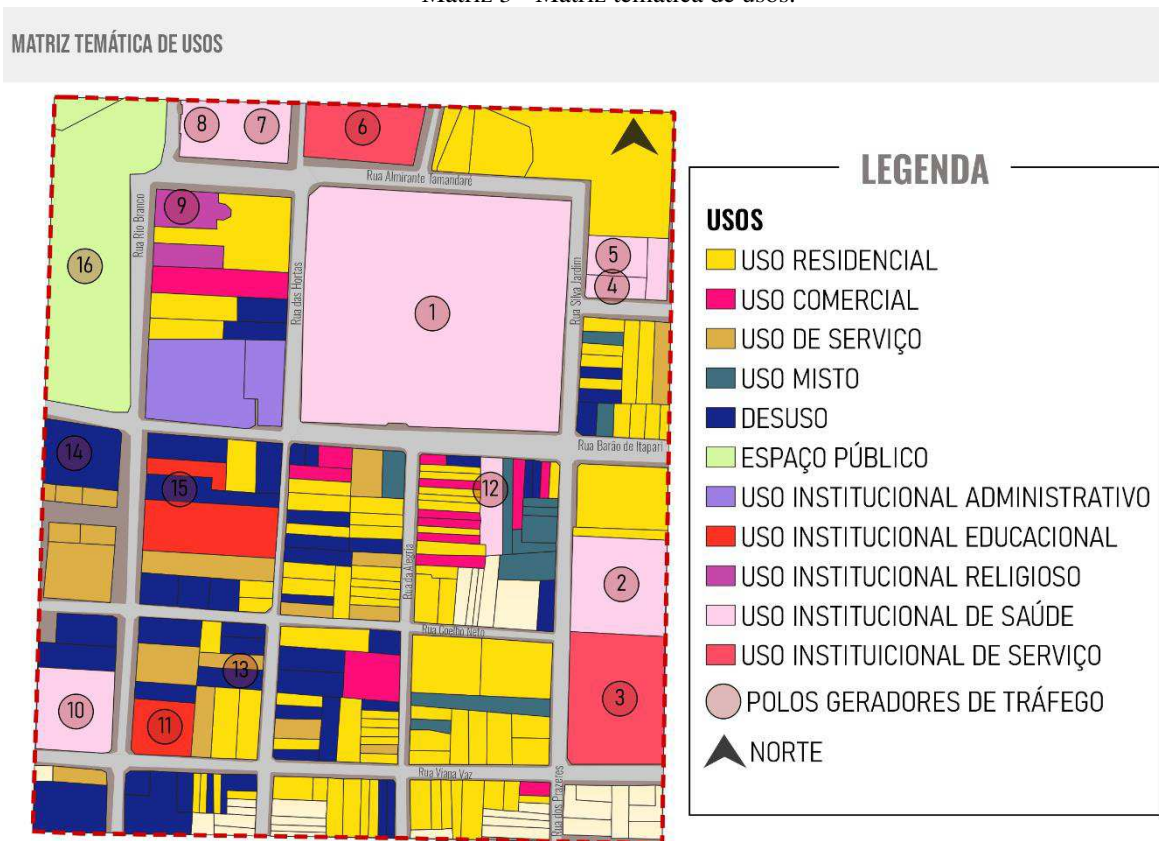 Matriz 3 - Matriz temática de usos.
MATRIZ TEMÁTICA DE USOS
8
7
6
Rua Almirante Tamandaré
9
Rua Rio Branco
16
Rua das Hortas
1
Rua Silva Jardim
5
4
Rua Barão de Itapari
14
15
12
Rua da Alegria
2
Rua Coelho Neto
13
10
11
3
Rua Viana Vaz
Rua dos Prazeres
LEGENDA
USOS
USO RESIDENCIAL
USO COMERCIAL
USO DE SERVIÇO
USO MISTO
DESUSO
ESPAÇO PÚBLICO
USO INSTITUCIONAL ADMINISTRATIVO
USO INSTITUCIONAL EDUCACIONAL
USO INSTITUCIONAL RELIGIOSO
USO INSTITUCIONAL DE SAÚDE
USO INSTITUICIONAL DE SERVIÇO
POLOS GERADORES DE TRÁFEGO
NORTE